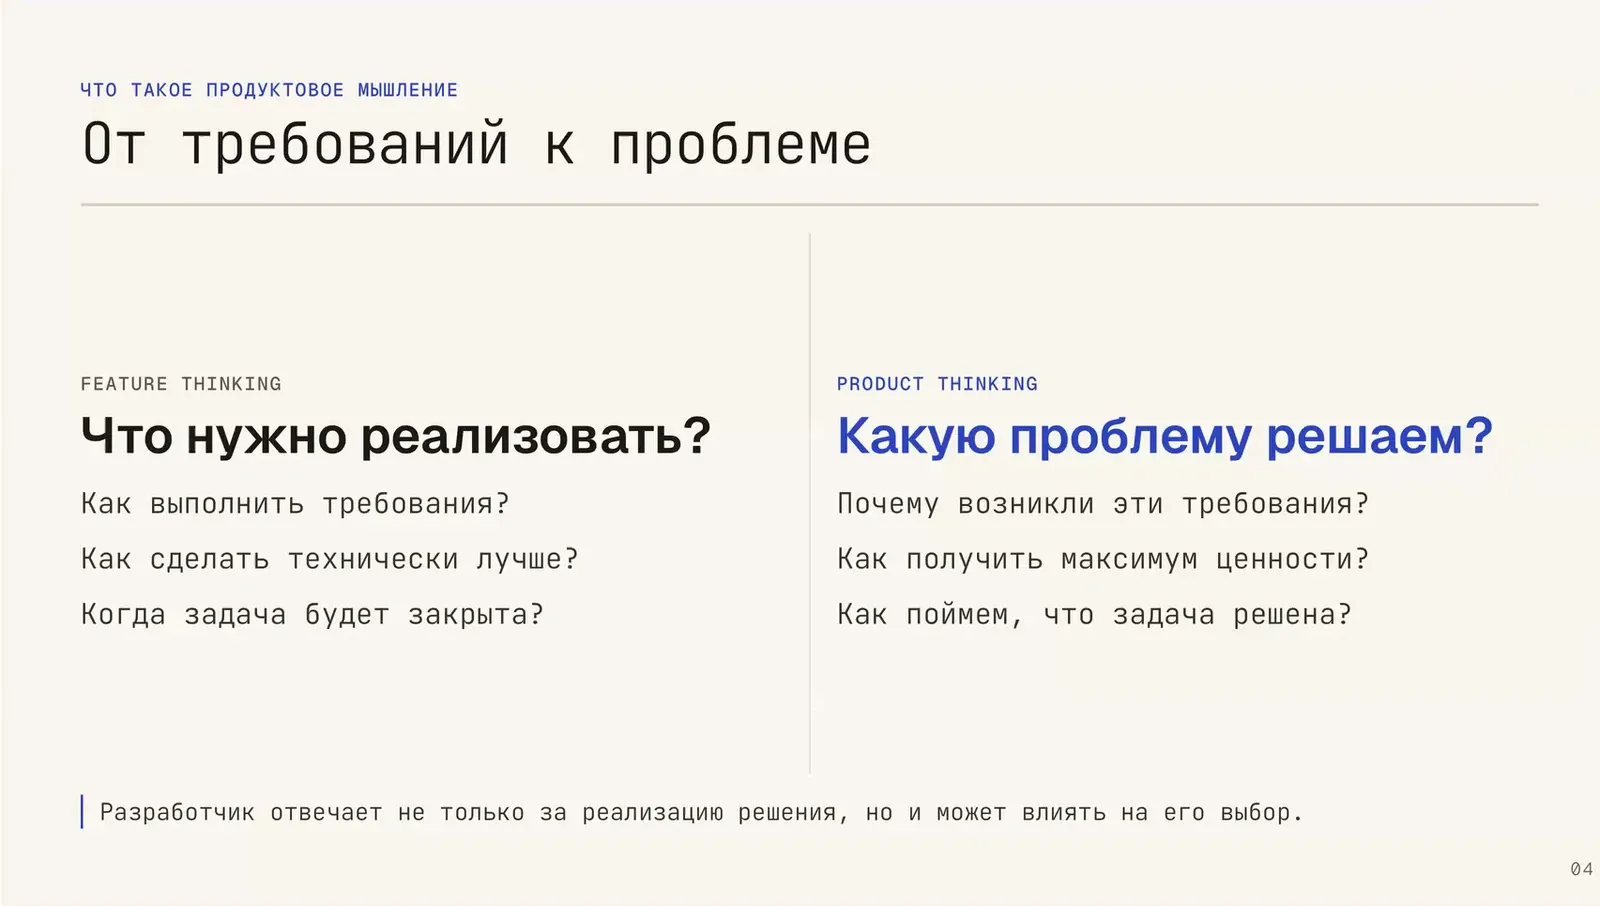 ЧТО ТАКОЕ ПРОДУКТОВОЕ МЫШЛЕНИЕ
От требований к проблеме
FEATURE THINKING
Что нужно реализовать?
Как выполнить требования?
Как сделать технически лучше?
Когда задача будет закрыта?
PRODUCT THINKING
Какую проблему решаем?
Почему возникли эти требования?
Как получить максимум ценности?
Как поймем, что задача решена?
Разработчик отвечает не только за реализацию решения, но и может влиять на его выбор.
04